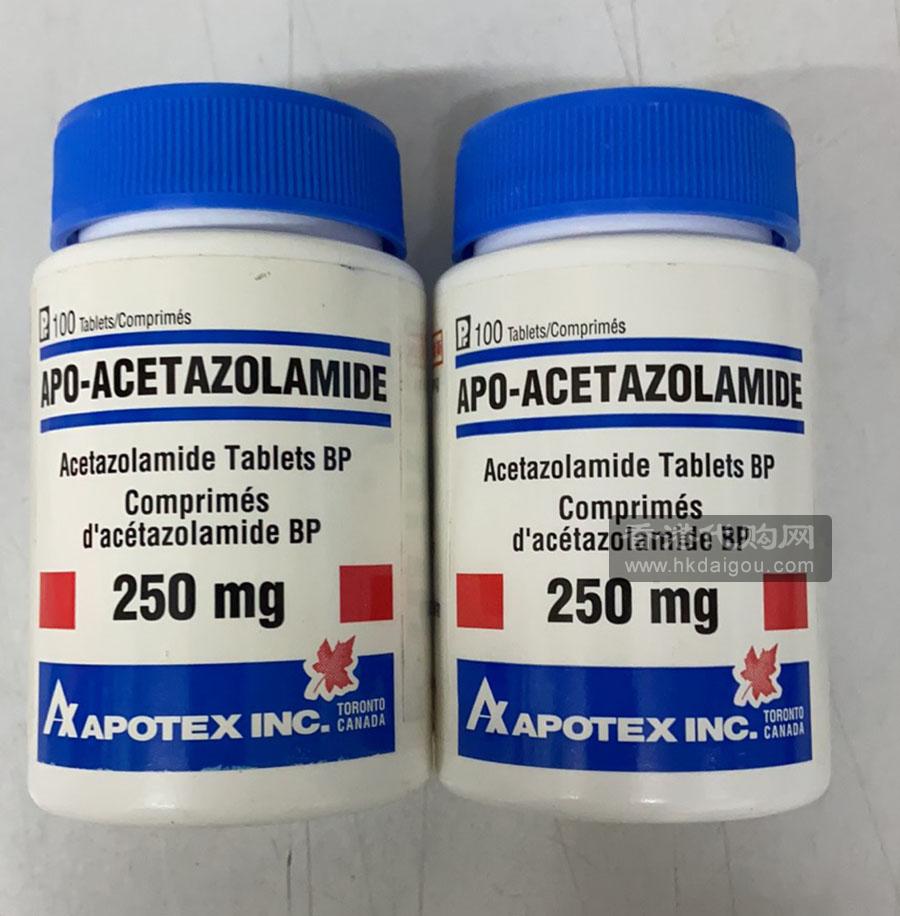 P 100 Tablets/Comprimés
APO-ACETAZOLAMIDE
Acetazolamide Tablets BP
Comprimés
d'acétazolamide BP
250 mg
APOTEX INC.
TORONTO
CANADA
P 100 Tablets/Comprimés
APO-ACETAZOLAMIDE
Acetazolamide Tablets BP
Comprimés
d'acétazolamide BP
250 mg
APOTEX INC.
TORONTO
CANADA
香港代购网
www.hkdaigou.com